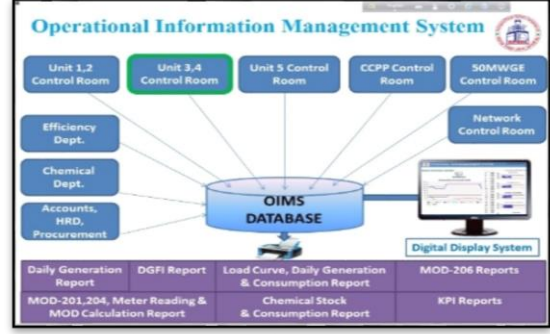 Operational Information Management System
Unit 1,2
Control Room
Unit 3,4
Control Room
Unit 5 Control
Room
CCPP Control
Room
50MWGE
Control Room
Efficiency
Dept.
Network
Control Room
Chemical
Dept.
Accounts,
HRD,
Procurement
OIMS
DATABASE
Digital Display System
Daily Generation
Report
DGFI Report
Load Curve, Daily Generation
& Consumption Report
MOD-206 Reports
MOD-201,204, Meter Reading &
MOD Calculation Report
Chemical Stock
& Consumption Report
KPI Reports